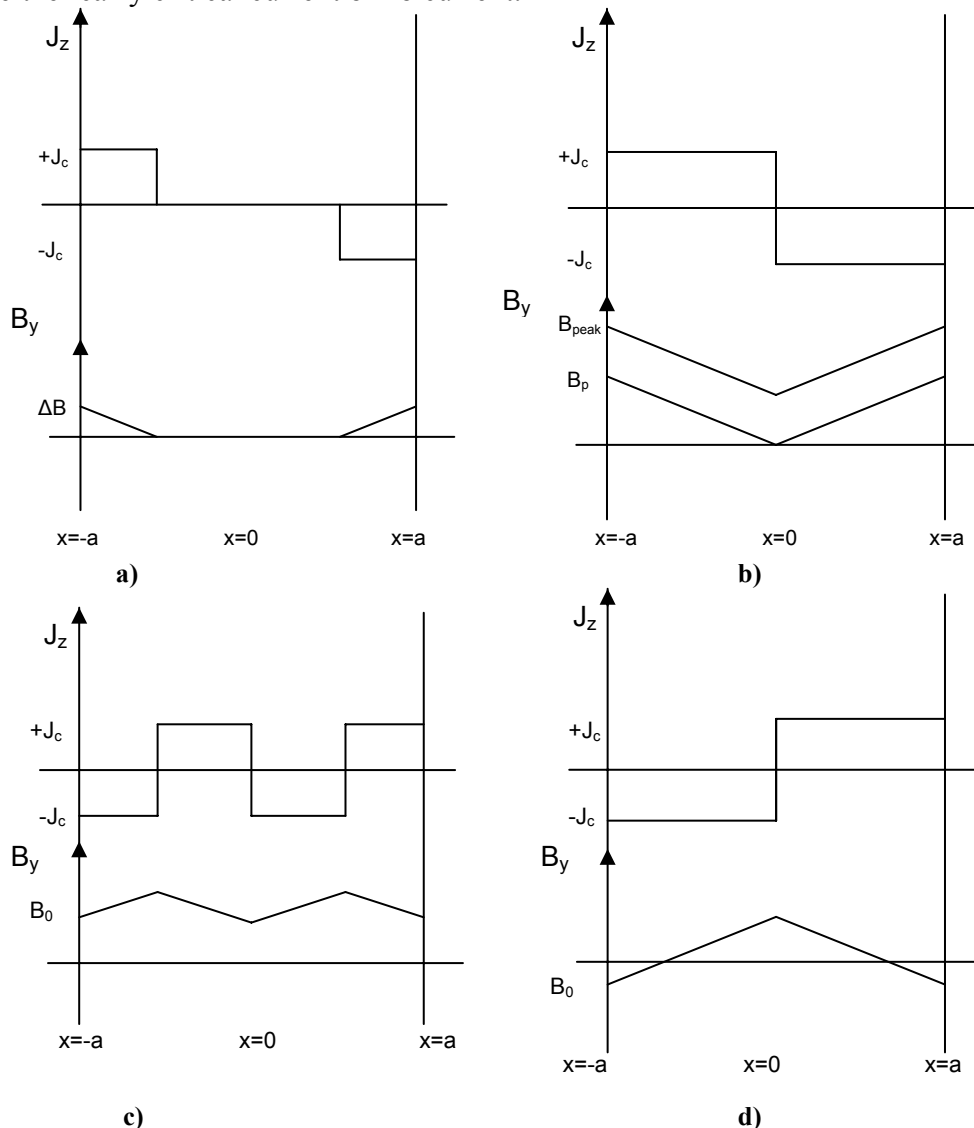 J_z
+J_c
-J_c
B_y
ΔB
x=-a x=0 x=a
a)
J_z
+J_c
-J_c
B_y
B_peak
B_p
x=-a x=0 x=a
b)
J_z
+J_c
-J_c
B_y
B_0
x=-a x=0 x=a
c)
J_z
+J_c
-J_c
B_y
B_0
x=-a x=0 x=a
d)